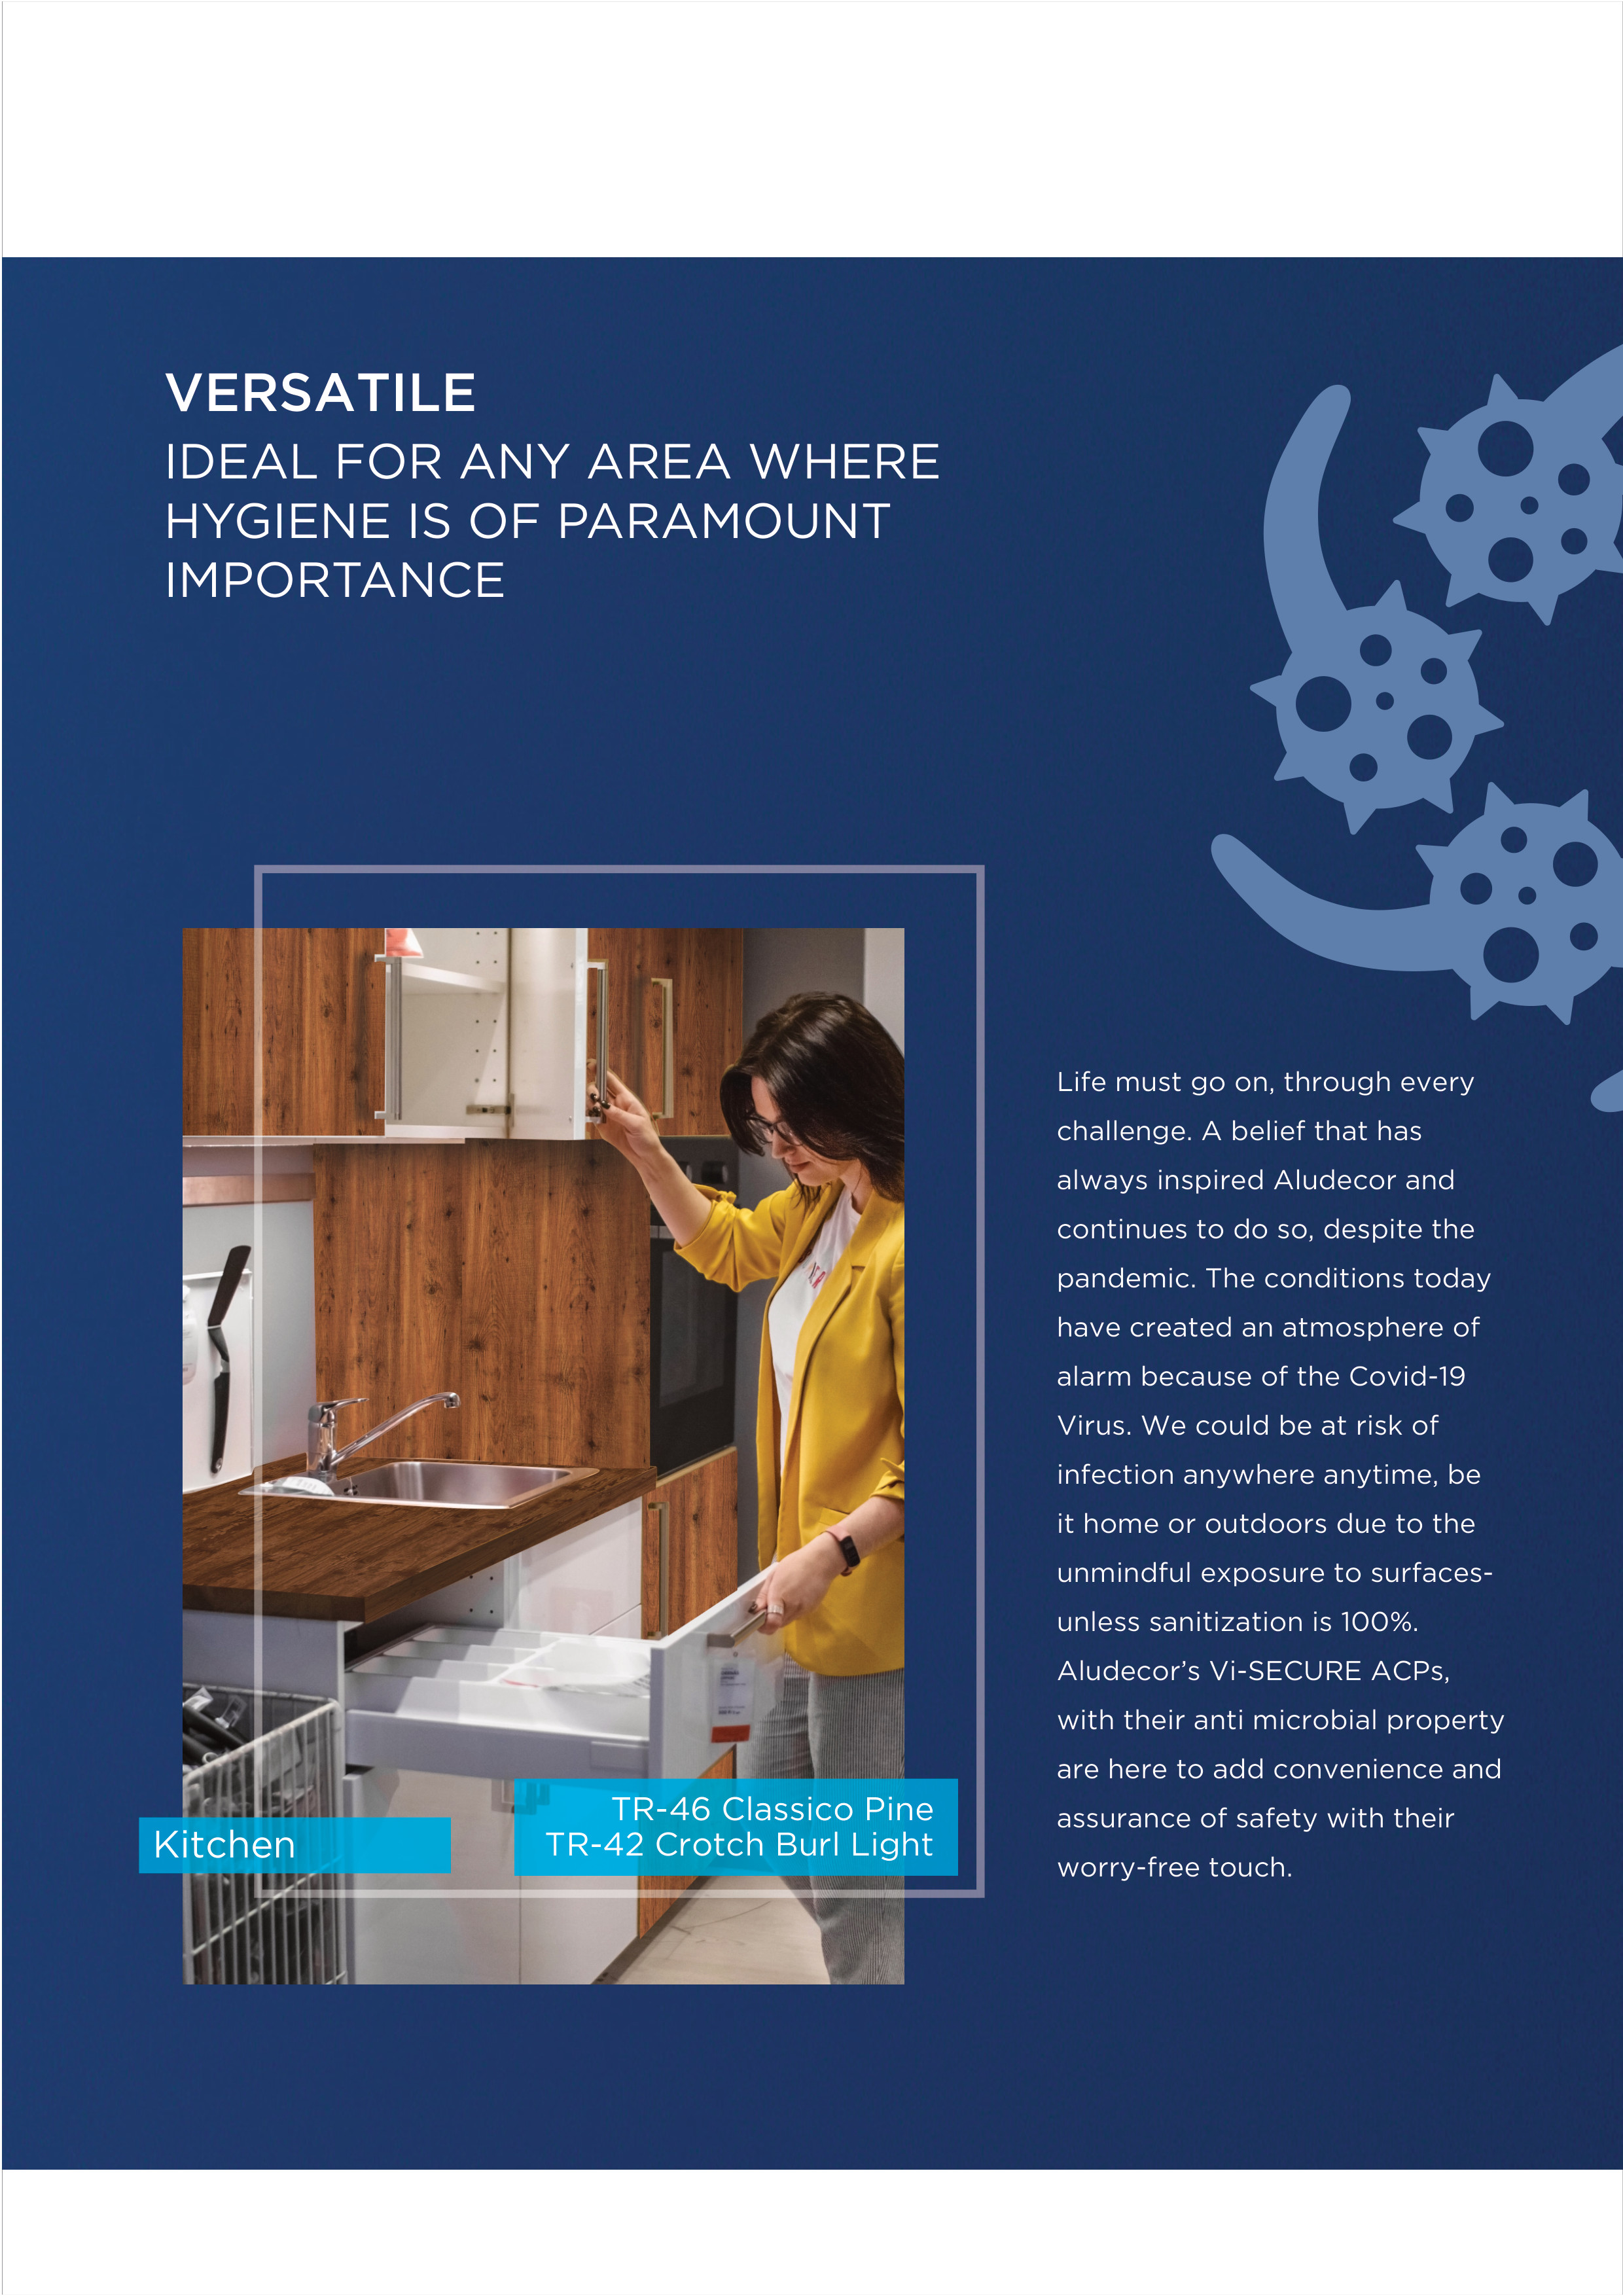 VERSATILE
IDEAL FOR ANY AREA WHERE
HYGIENE IS OF PARAMOUNT
IMPORTANCE
Life must go on, through every
challenge. A belief that has
always inspired Aludecor and
continues to do so, despite the
pandemic. The conditions today
have created an atmosphere of
alarm because of the Covid-19
Virus. We could be at risk of
infection anywhere anytime, be
it home or outdoors due to the
unmindful exposure to surfaces-
unless sanitization is 100%.
Aludecor’s Vi-SECURE ACPs,
with their anti microbial property
are here to add convenience and
assurance of safety with their
worry-free touch.
TR-46 Classico Pine
TR-42 Crotch Burl Light
Kitchen